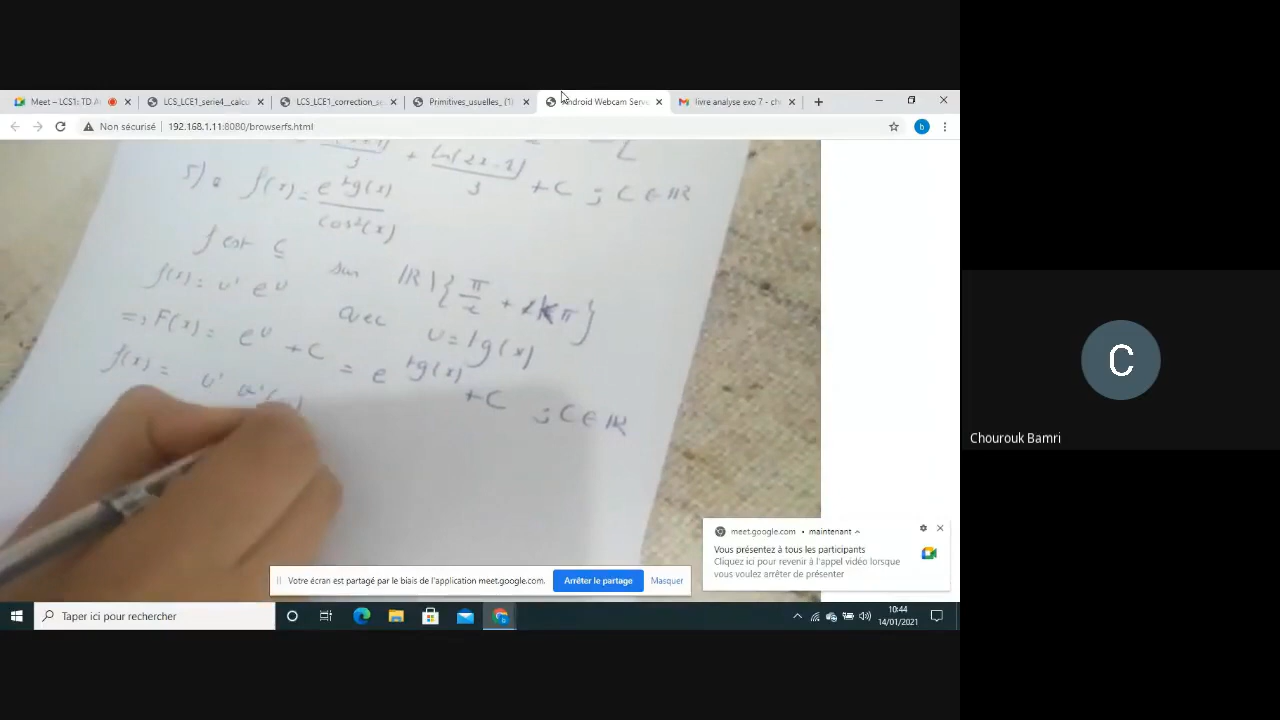 Meet – LCS1: TD A
LCS_LCE1_serie4__calcu
LCS_LCE1_correction_se
Primitives_usuelles_ (1)
Android Webcam Serv
livre analyse exo 7 - ch
Non sécurisé 192.168.1.11:8080/browserfs.html
b
+ ln(2x-1) + C ; C ∈ IR
5) f(x) = e^tg(x) / cos²(x)
f est C sur IR \ { π/2 + kπ }
f(x) = u' e^u avec u = tg(x)
=> F(x) = e^u + C = e^tg(x) + C ; C ∈ IR
f(x) = u'
C
Chourouk Bamri
meet.google.com • maintenant
Vous présentez à tous les participants
Cliquez ici pour revenir à l'appel vidéo lorsque
vous voulez arrêter de présenter
Votre écran est partagé par le biais de l'application meet.google.com.
Arrêter le partage
Masquer
Taper ici pour rechercher
10:44
14/01/2021